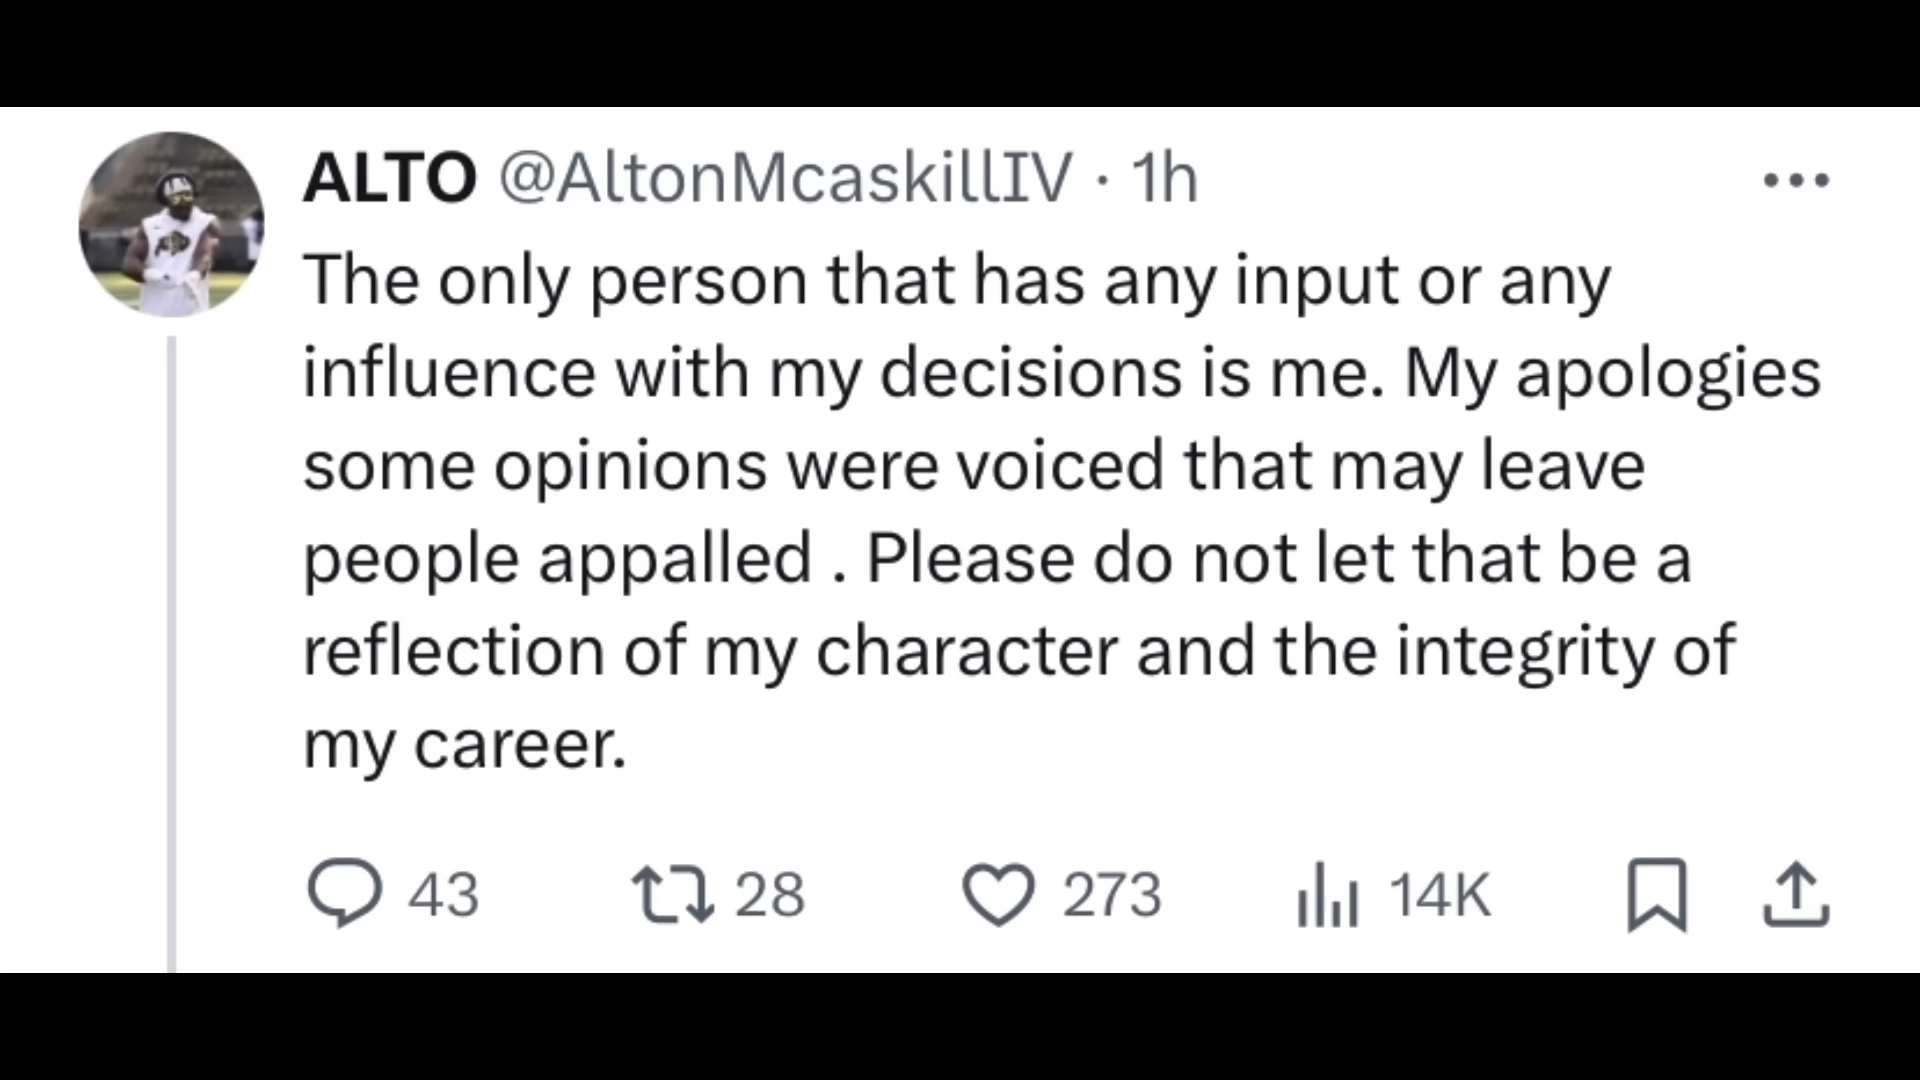 ALTO @AltonMcaskillIV · 1h
The only person that has any input or any
influence with my decisions is me. My apologies
some opinions were voiced that may leave
people appalled . Please do not let that be a
reflection of my character and the integrity of
my career.
43 28 273 14K